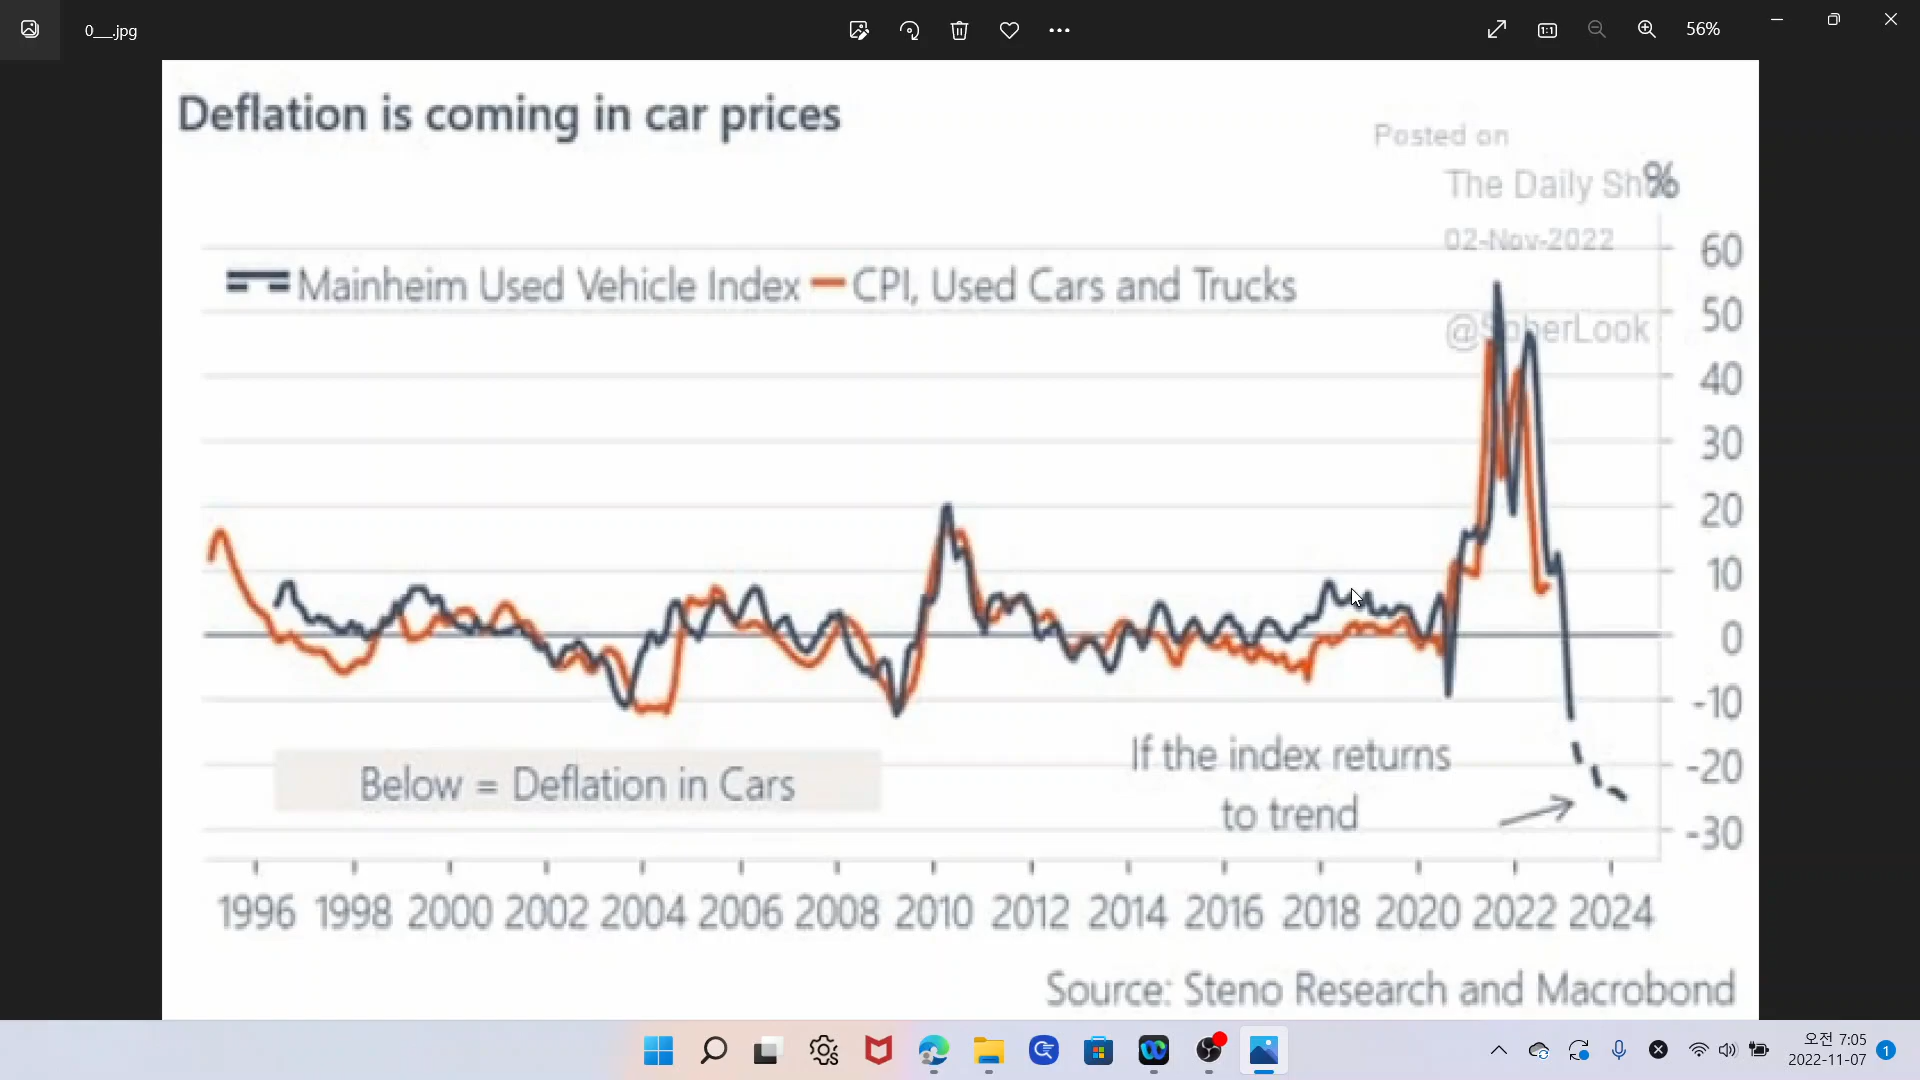 0__.jpg
56%
Deflation is coming in car prices
Posted on
The Daily Sh
%
02-Nov-2022
Mainheim Used Vehicle Index
CPI, Used Cars and Trucks
@SoberLook
60
50
40
30
20
10
0
-10
-20
-30
Below = Deflation in Cars
If the index returns
to trend
1996 1998 2000 2002 2004 2006 2008 2010 2012 2014 2016 2018 2020 2022 2024
Source: Steno Research and Macrobond
오전 7:05
2022-11-07
1